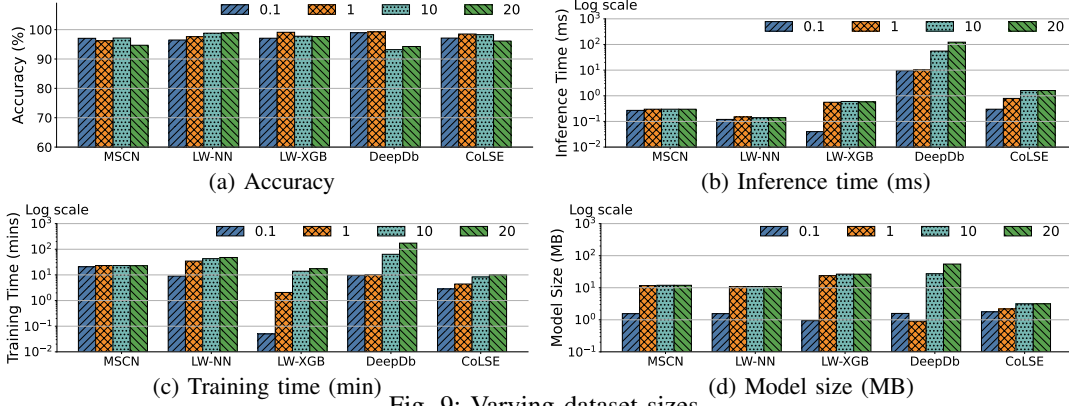 0.1 1 10 20
Accuracy (%)
100
90
80
70
60
MSCN LW-NN LW-XGB DeepDb CoLSE
(a) Accuracy
Log scale
0.1 1 10 20
Inference Time (ms)
10³
10²
10¹
10⁰
10⁻¹
10⁻²
MSCN LW-NN LW-XGB DeepDb CoLSE
(b) Inference time (ms)
Log scale
0.1 1 10 20
Training Time (mins)
10³
10²
10¹
10⁰
10⁻¹
10⁻²
MSCN LW-NN LW-XGB DeepDb CoLSE
(c) Training time (min)
Log scale
0.1 1 10 20
Model Size (MB)
10³
10²
10¹
10⁰
10⁻¹
MSCN LW-NN LW-XGB DeepDb CoLSE
(d) Model size (MB)
Fig. 9: Varying dataset sizes